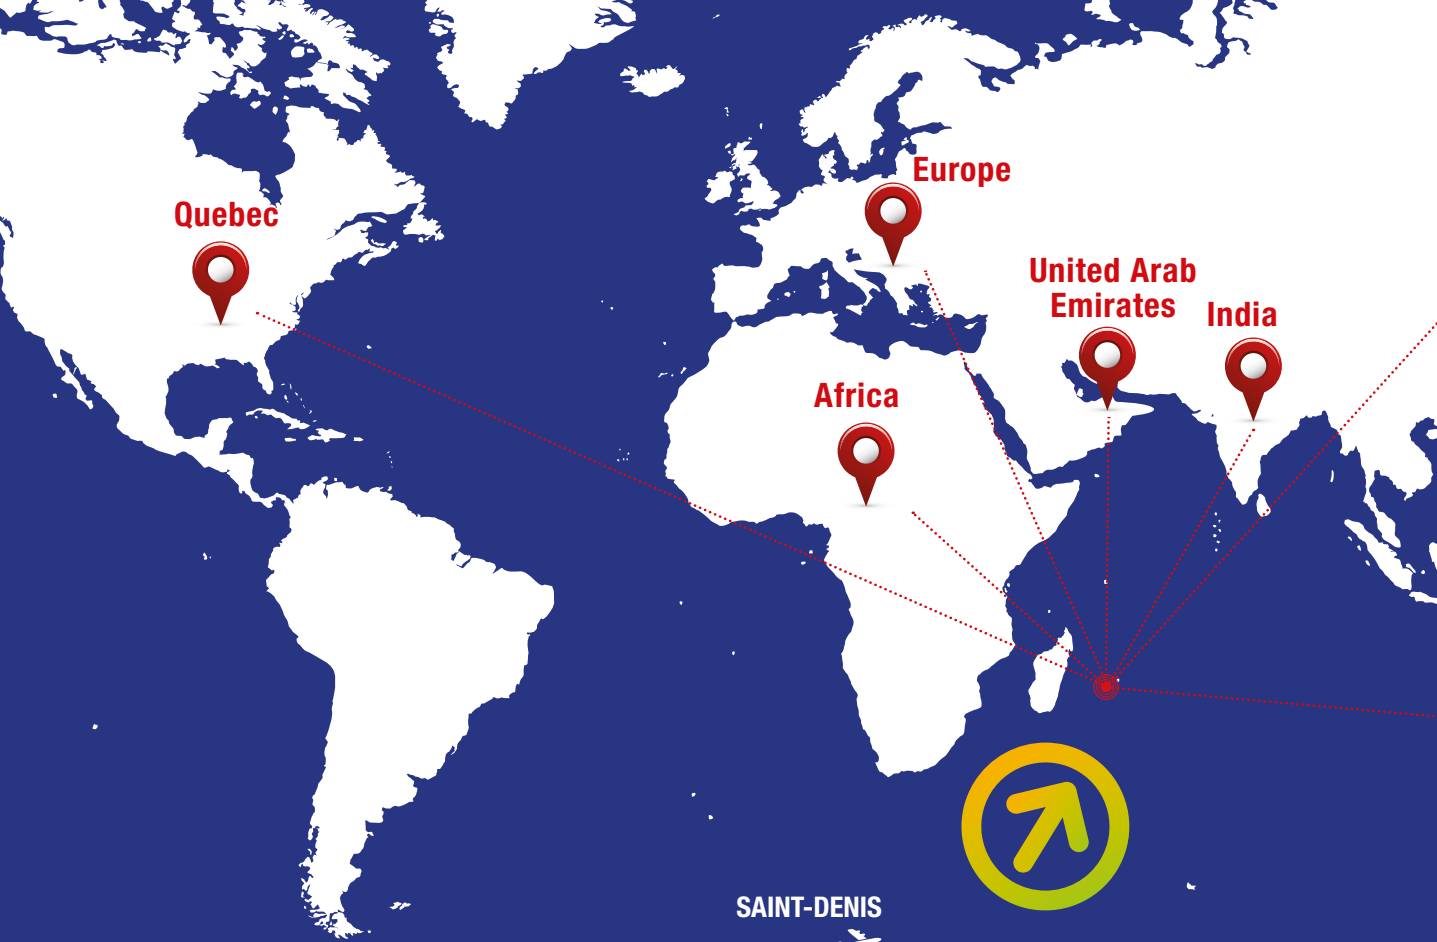 Europe
Quebec
United Arab
Emirates
India
Africa
SAINT-DENIS